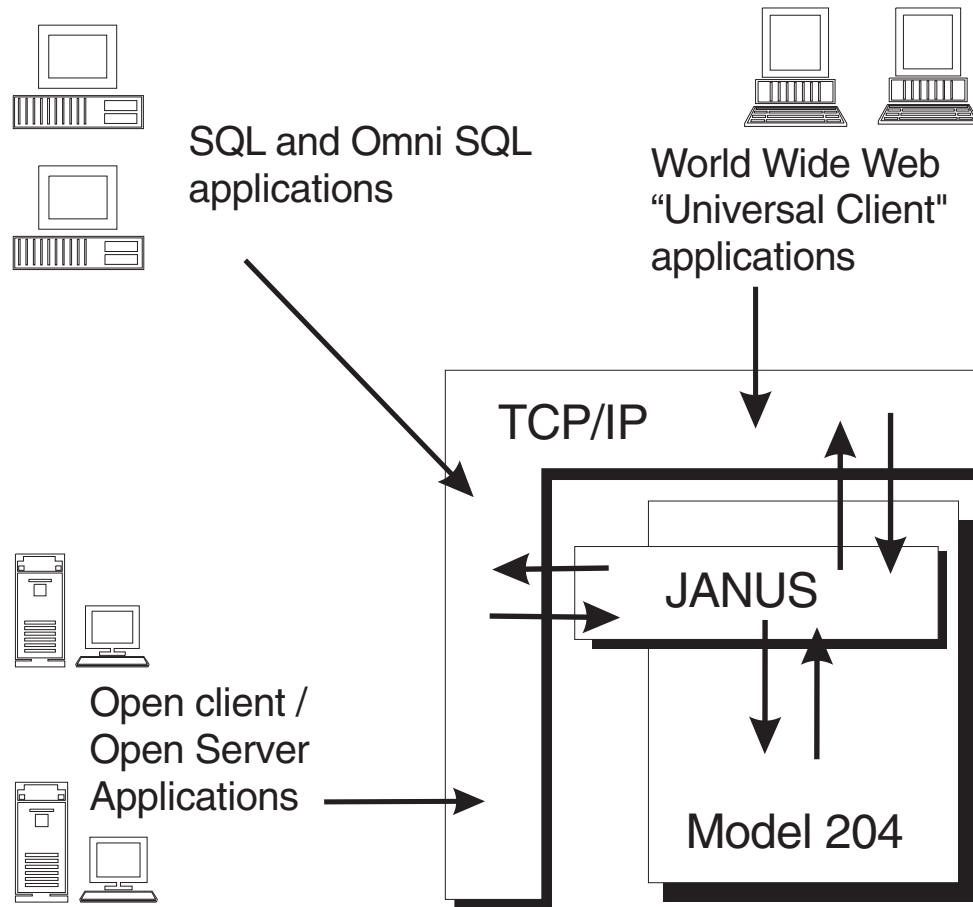 SQL and Omni SQL
applications
World Wide Web
“Universal Client"
applications
TCP/IP
JANUS
Open client /
Open Server
Applications
Model 204